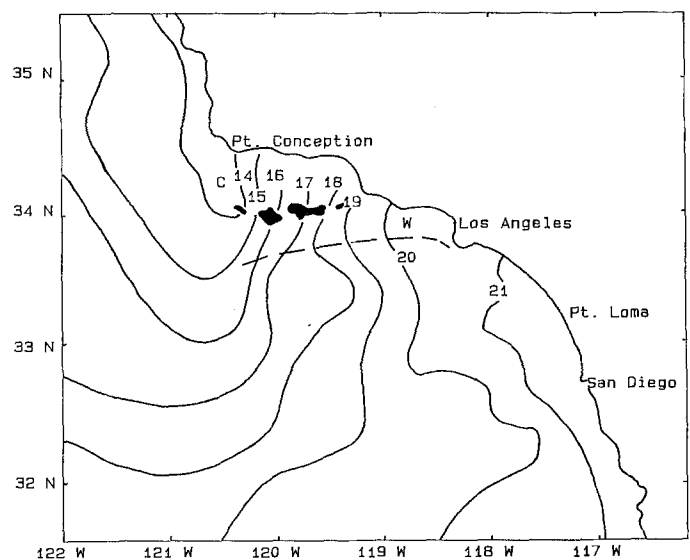 35 N
Pt. Conception
C 14 15 16 17 18 19
34 N
W
Los Angeles
20
21
Pt. Loma
33 N
San Diego
32 N
122 W 121 W 120 W 119 W 118 W 117 W